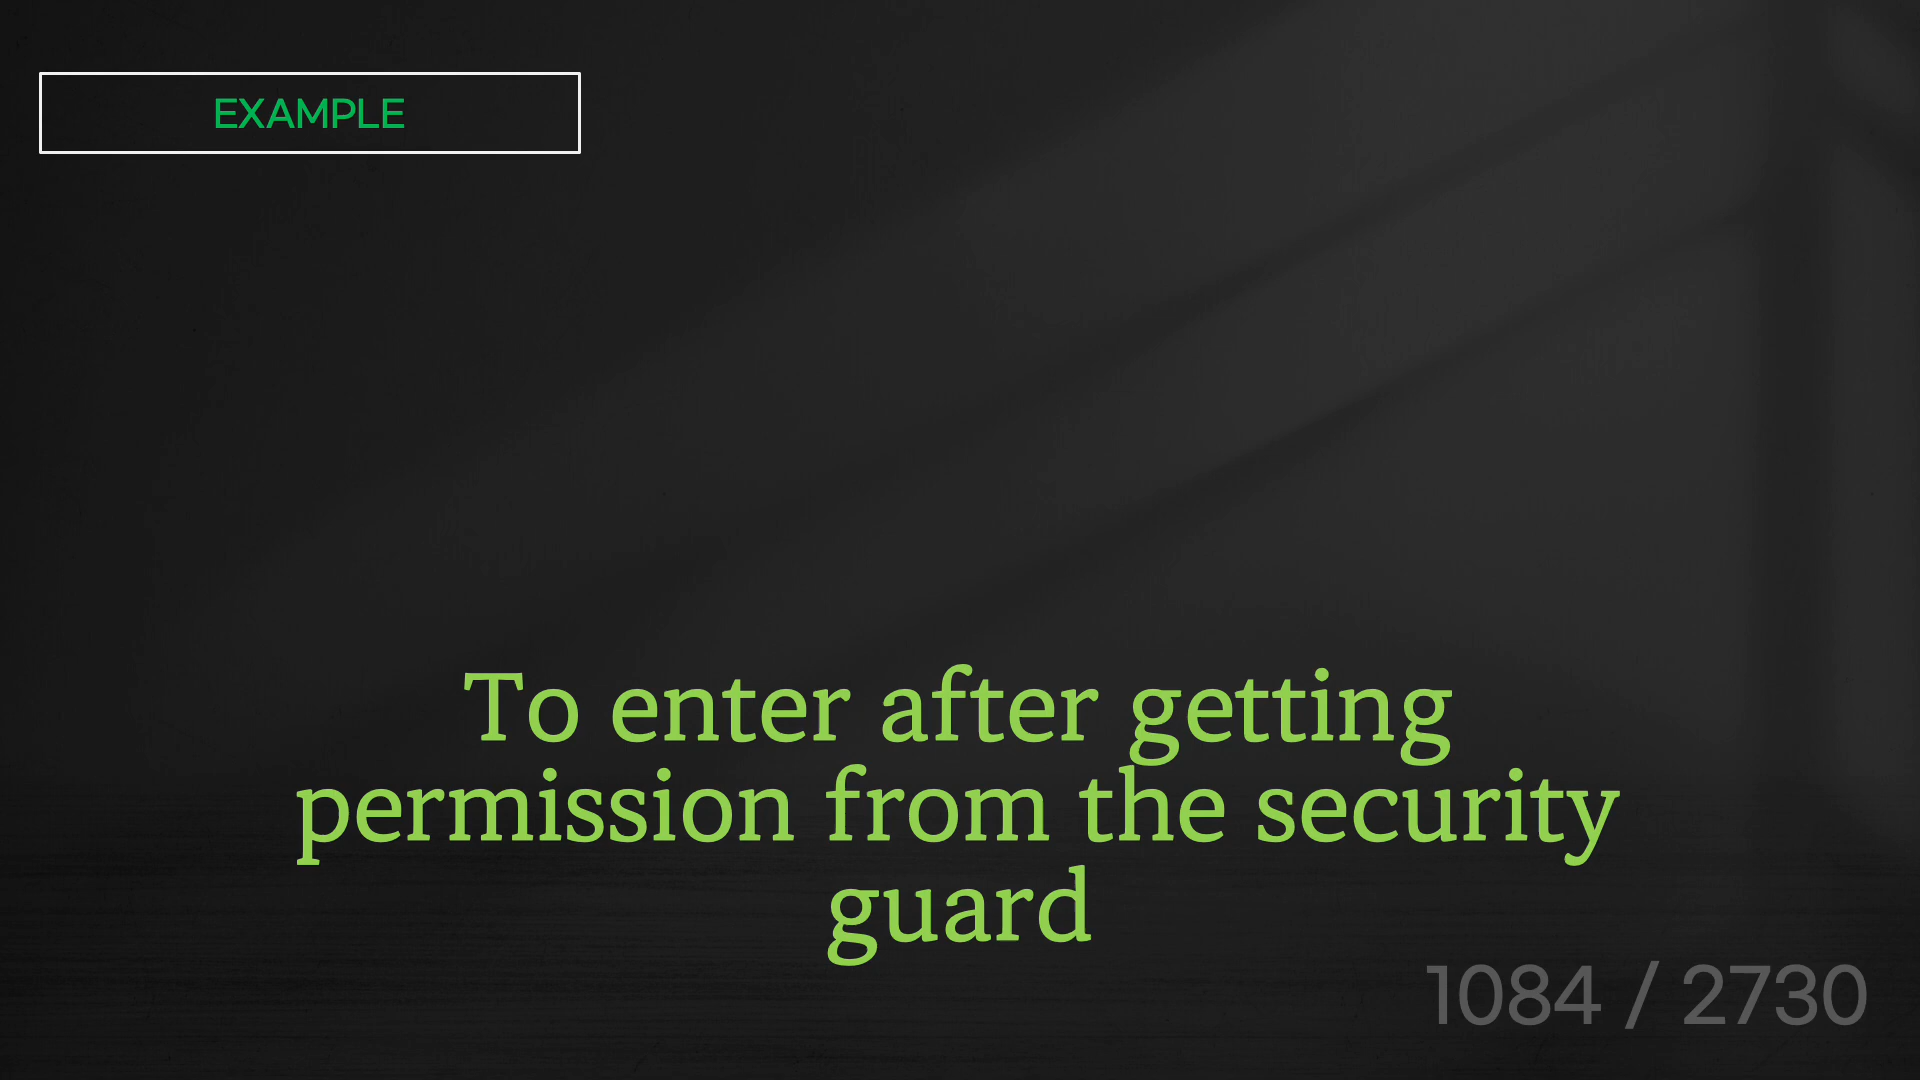 EXAMPLE
To enter after getting
permission from the security
guard
1084 / 2730